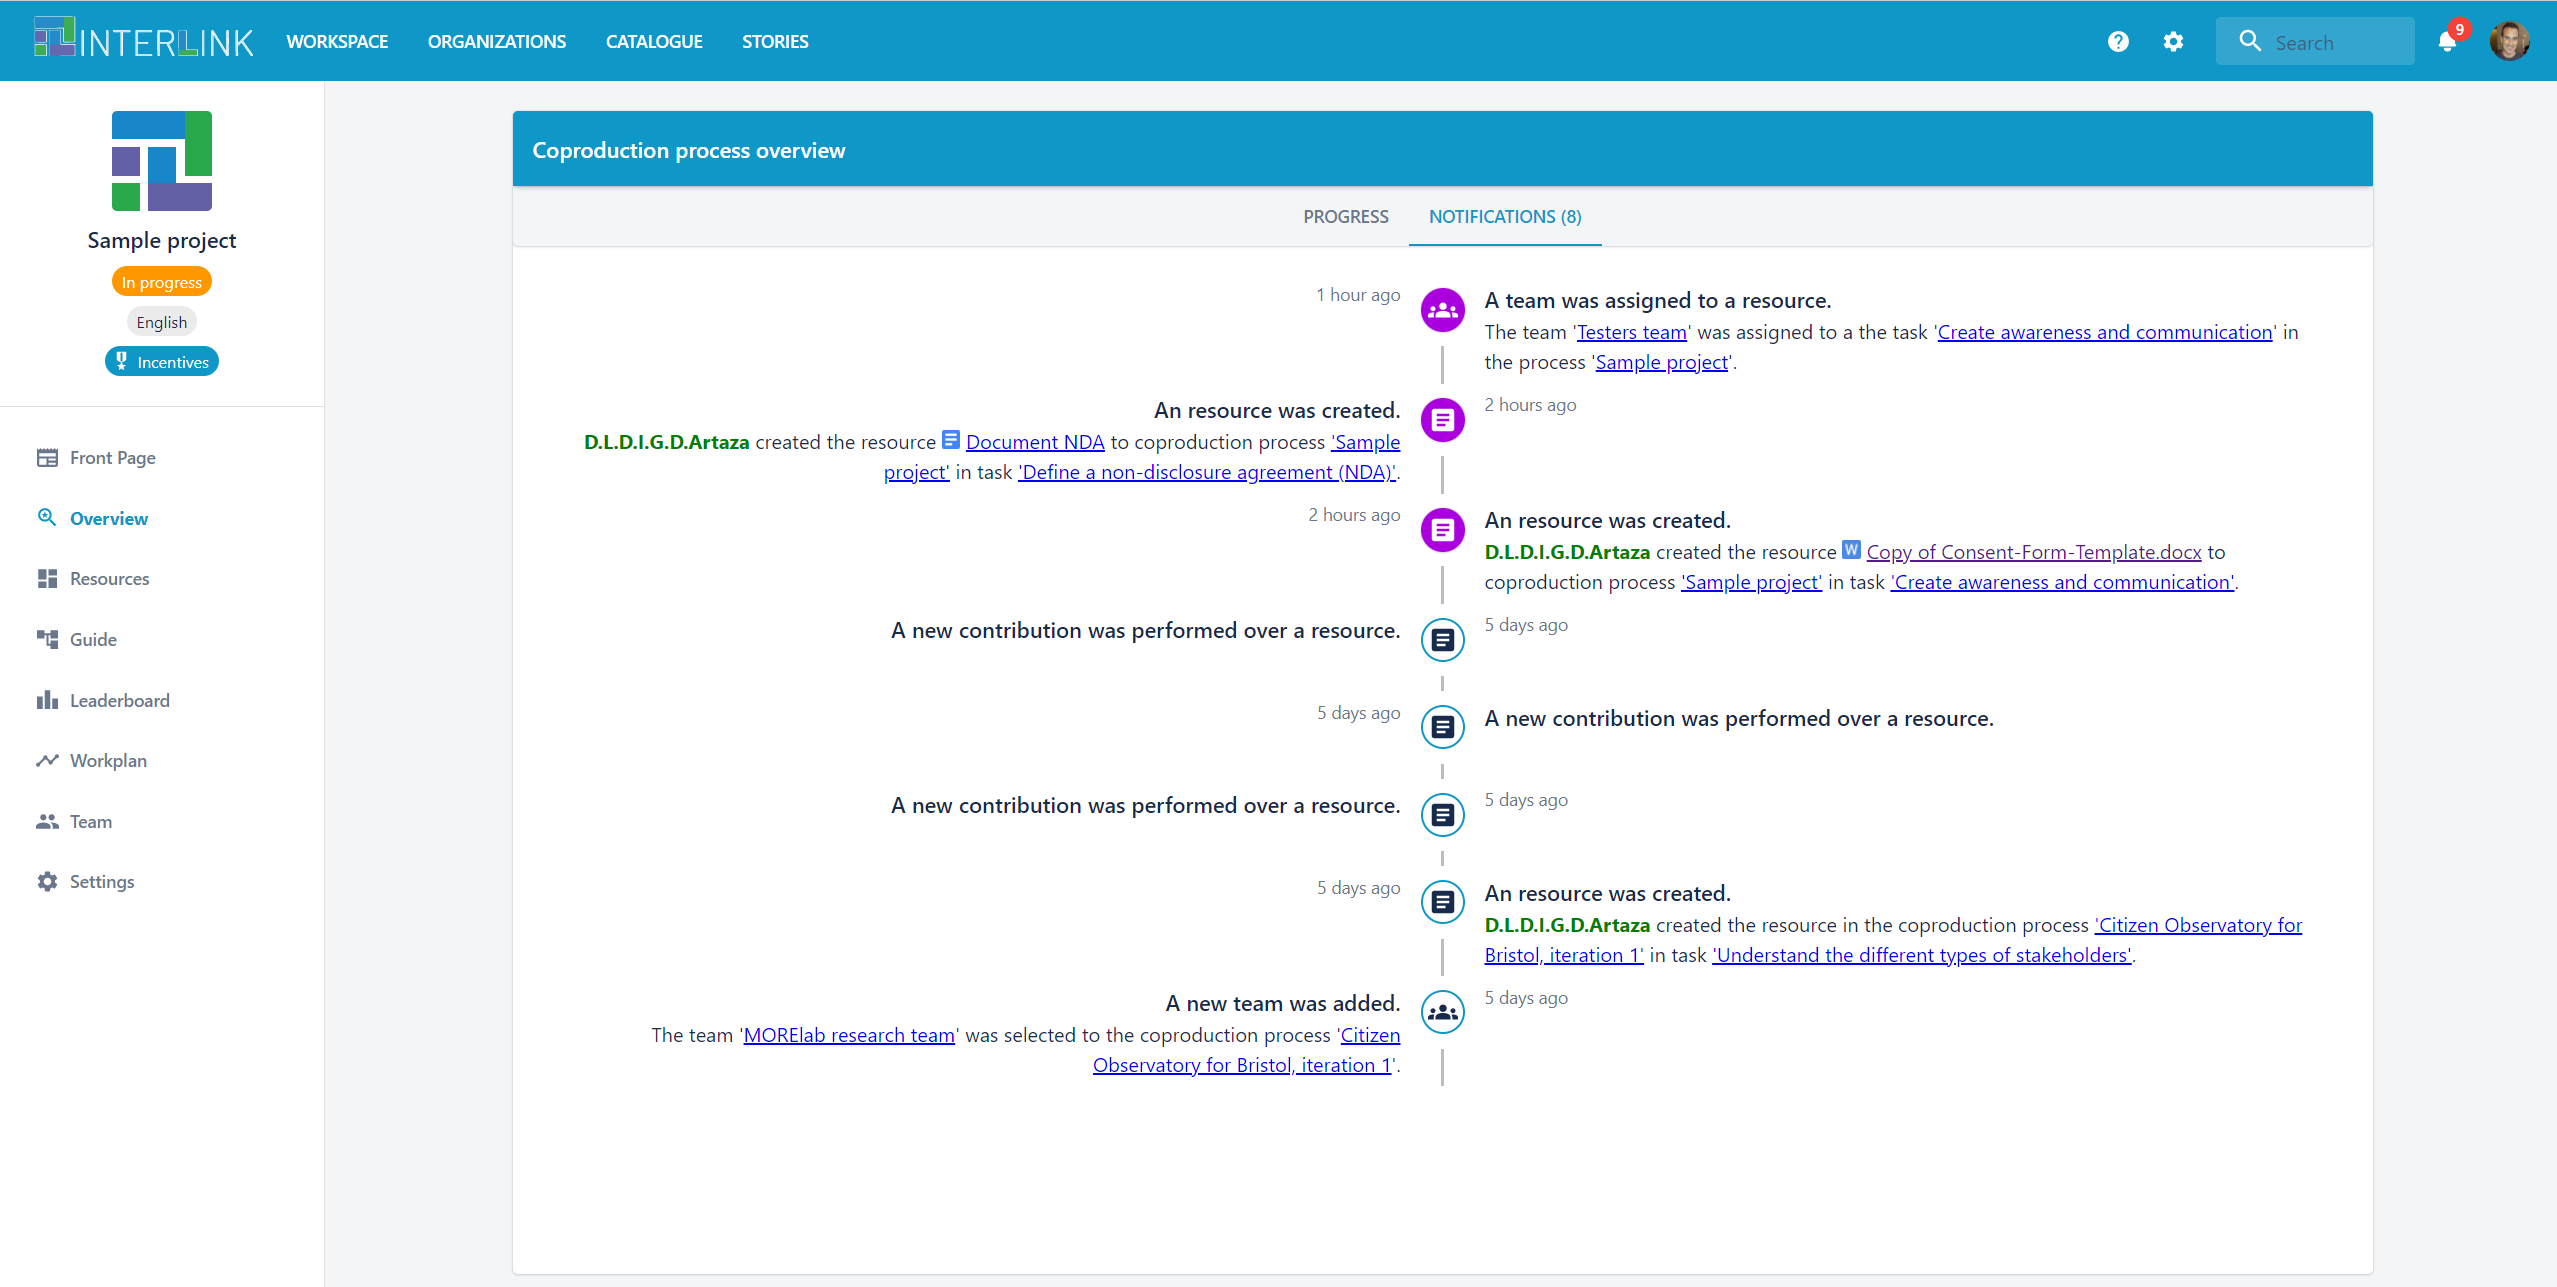 INTERLINK
WORKSPACE
ORGANIZATIONS
CATALOGUE
STORIES
Search
9
Sample project
In progress
English
Incentives
Front Page
Overview
Resources
Guide
Leaderboard
Workplan
Team
Settings
Coproduction process overview
PROGRESS
NOTIFICATIONS (8)
1 hour ago
A team was assigned to a resource.
The team 'Testers team' was assigned to a the task 'Create awareness and communication' in
the process 'Sample project'.
An resource was created.
2 hours ago
D.L.D.I.G.D.Artaza created the resource Document NDA to coproduction process 'Sample
project' in task 'Define a non-disclosure agreement (NDA)'.
2 hours ago
An resource was created.
D.L.D.I.G.D.Artaza created the resource W Copy of Consent-Form-Template.docx to
coproduction process 'Sample project' in task 'Create awareness and communication'.
A new contribution was performed over a resource.
5 days ago
5 days ago
A new contribution was performed over a resource.
A new contribution was performed over a resource.
5 days ago
5 days ago
An resource was created.
D.L.D.I.G.D.Artaza created the resource in the coproduction process 'Citizen Observatory for
Bristol, iteration 1' in task 'Understand the different types of stakeholders'.
A new team was added.
5 days ago
The team 'MORElab research team' was selected to the coproduction process 'Citizen
Observatory for Bristol, iteration 1'.